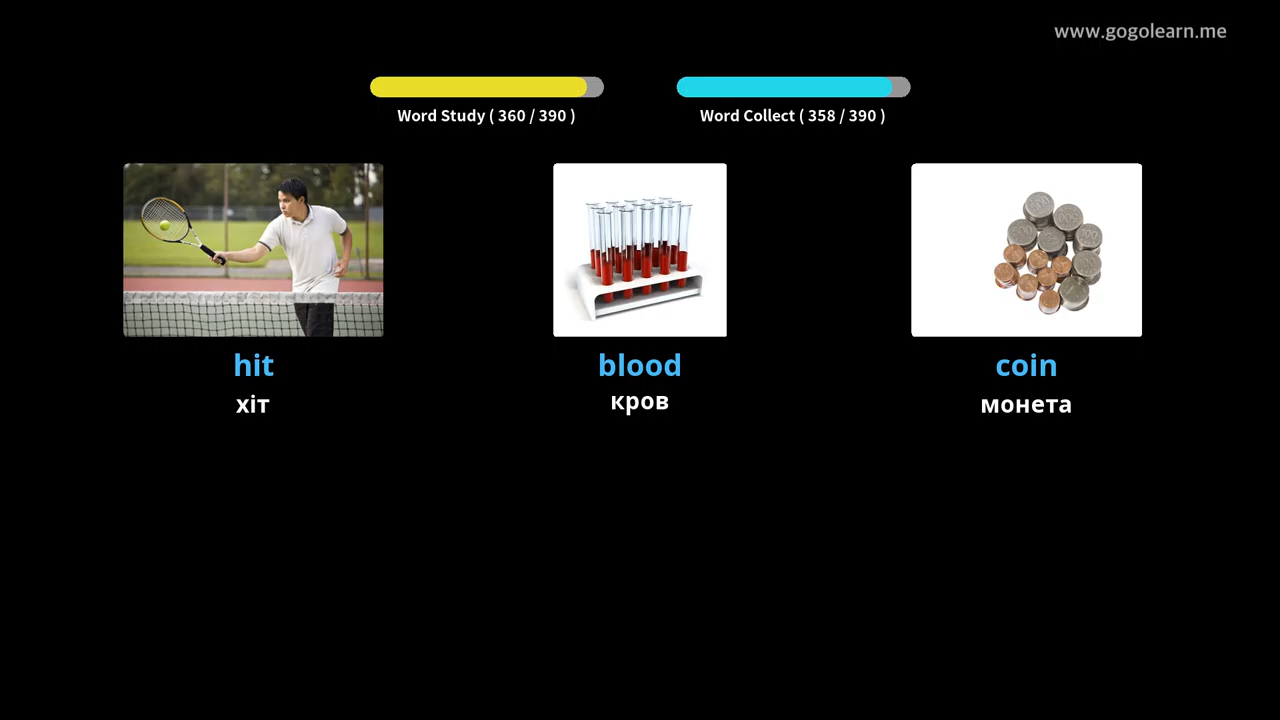 www.gogolearn.me
Word Study ( 360 / 390 )
Word Collect ( 358 / 390 )
hit
хіт
blood
кров
coin
монета